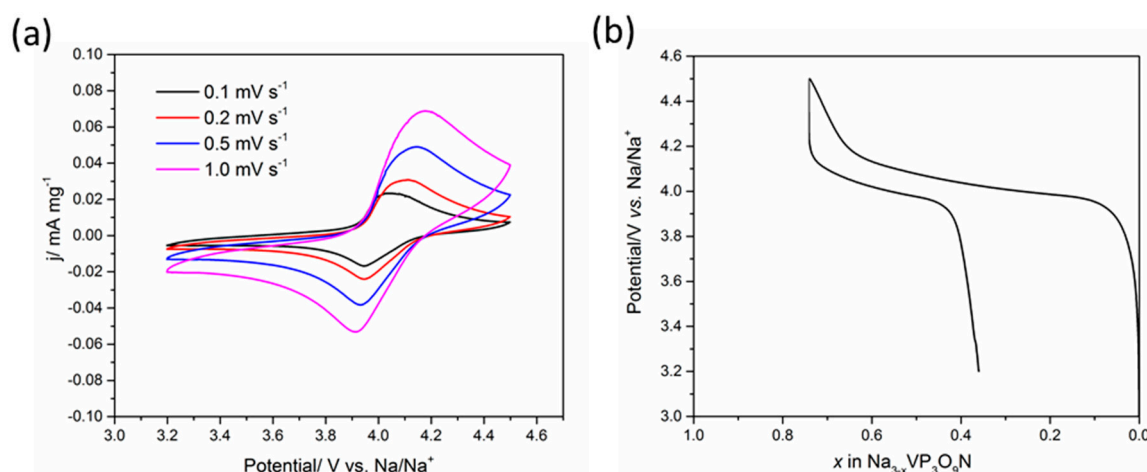 (a)
0.10
0.08
0.06
0.04
0.02
0.00
-0.02
-0.04
-0.06
-0.08
-0.10
j/ mA mg⁻¹
0.1 mV s⁻¹
0.2 mV s⁻¹
0.5 mV s⁻¹
1.0 mV s⁻¹
3.0 3.2 3.4 3.6 3.8 4.0 4.2 4.4 4.6
Potential/ V vs. Na/Na⁺
(b)
4.6
4.4
4.2
4.0
3.8
3.6
3.4
3.2
3.0
Potential/V vs. Na/Na⁺
1.0 0.8 0.6 0.4 0.2 0.0
x in Na₃₋ₓVP₃O₉N